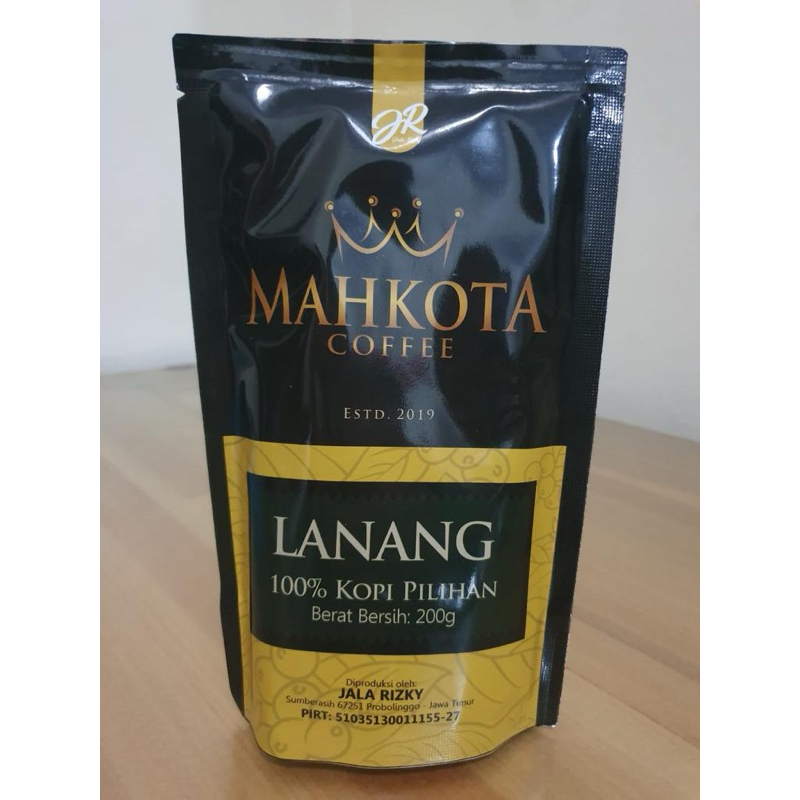 JR
MAHKOTA
COFFEE
ESTD. 2019
LANANG
100% KOPI PILIHAN
Berat Bersih: 200g
Diproduksi oleh:
JALA RIZKY
Sumberasih 67251 Probolinggo - Jawa Timur
PIRT: 51035130011155-27